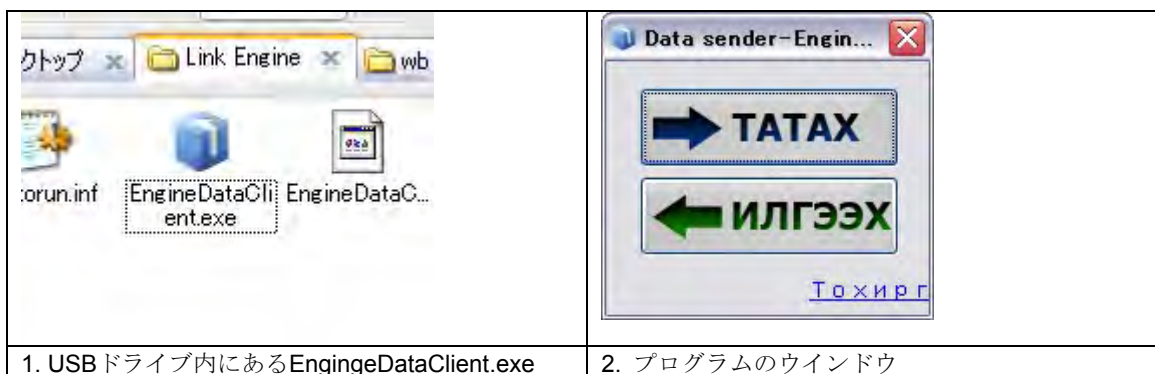 クトップ Link Engine wb
torun.inf EngineDataCli EngineDataC...
ent.exe
1. USBドライブ内にあるEngingeDataClient.exe
Data sender-Engin...
ТАТАХ
ИЛГЭЭХ
Тохирг
2. プログラムのウインドウ